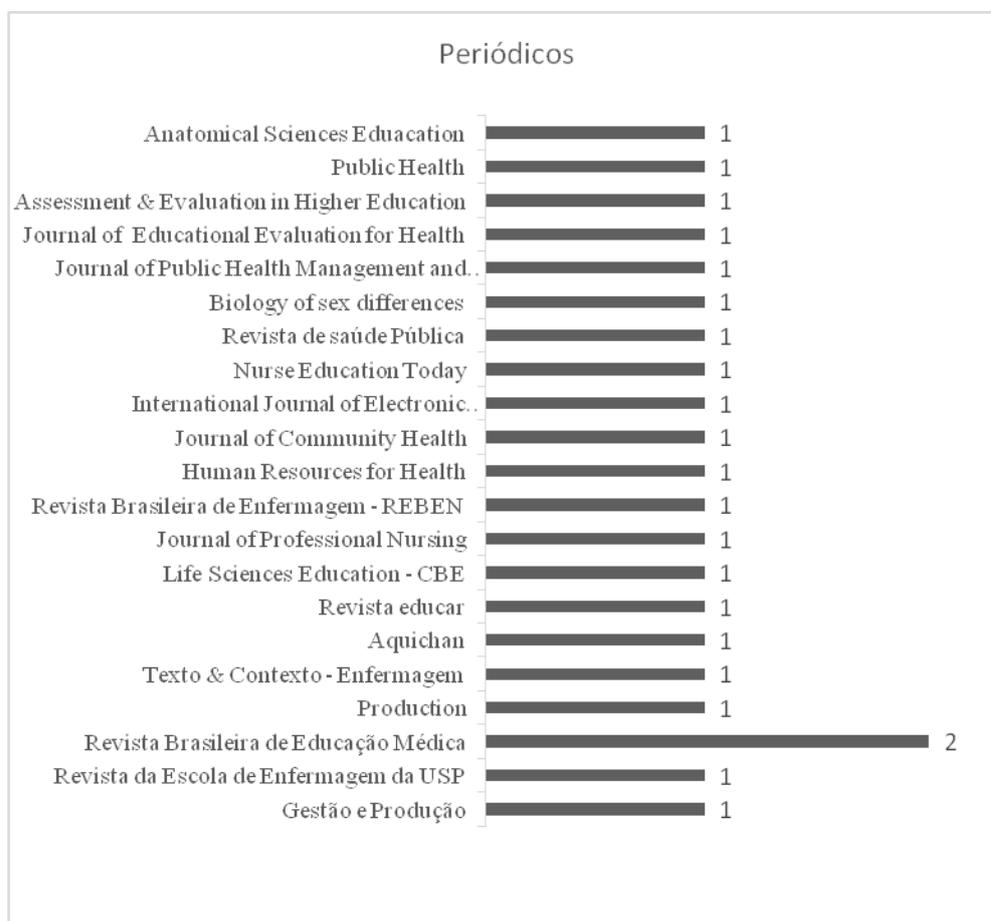 Periódicos
Anatomical Sciences Eduacation 1
Public Health 1
Assessment & Evaluation in Higher Education 1
Journal of Educational Evaluation for Health 1
Journal of Public Health Management and.. 1
Biology of sex differences 1
Revista de saúde Pública 1
Nurse Education Today 1
International Journal of Electronic.. 1
Journal of Community Health 1
Human Resources for Health 1
Revista Brasileira de Enfermagem - REBEN 1
Journal of Professional Nursing 1
Life Sciences Education - CBE 1
Revista educar 1
Aquichan 1
Texto & Contexto - Enfermagem 1
Production 1
Revista Brasileira de Educação Médica 2
Revista da Escola de Enfermagem da USP 1
Gestão e Produção 1